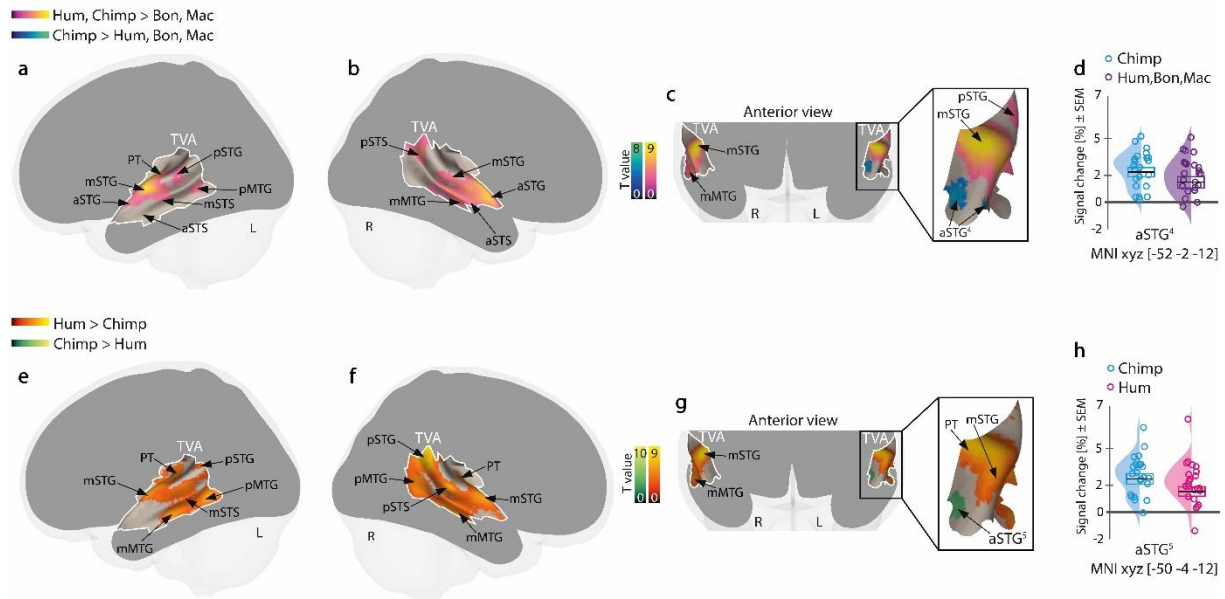 Hum, Chimp > Bon, Mac
Chimp > Hum, Bon, Mac
a
TVA
PT
pSTG
mSTG
pMTG
aSTG
mSTS
aSTS
L
b
TVA
pSTS
mSTG
aSTG
mMTG
aSTS
R
c
Anterior view
TVA
TVA
mSTG
mMTG
R
L
T value
8 9
0 0
pSTG
mSTG
aSTG⁴
d
Chimp
Hum,Bon,Mac
Signal change [%] ± SEM
7
5
2
0
-2
aSTG⁴
MNI xyz [-52 -2 -12]
Hum > Chimp
Chimp > Hum
e
TVA
PT
pSTG
mSTG
pMTG
mSTS
mMTG
L
f
TVA
pSTG
PT
pMTG
mSTG
pSTS
mMTG
R
g
Anterior view
TVA
TVA
mSTG
mMTG
R
L
T value
10 9
0 0
PT
mSTG
aSTG⁵
h
Chimp
Hum
Signal change [%] ± SEM
7
5
2
0
-2
aSTG⁵
MNI xyz [-50 -4 -12]